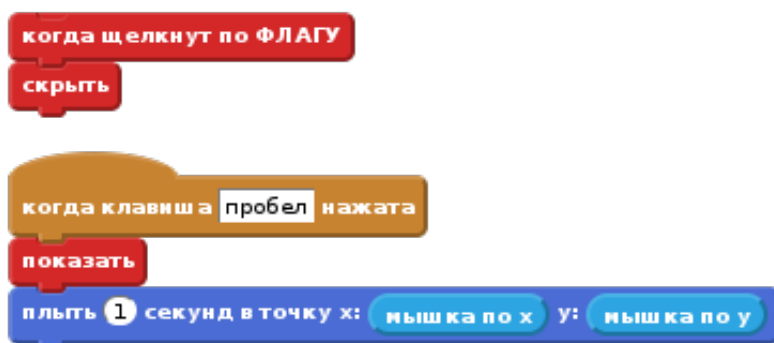 когда щелкнут по ФЛАГУ
скрыть
когда клавиша пробел нажата
показать
плыть 1 секунд в точку x: мышка по x y: мышка по y